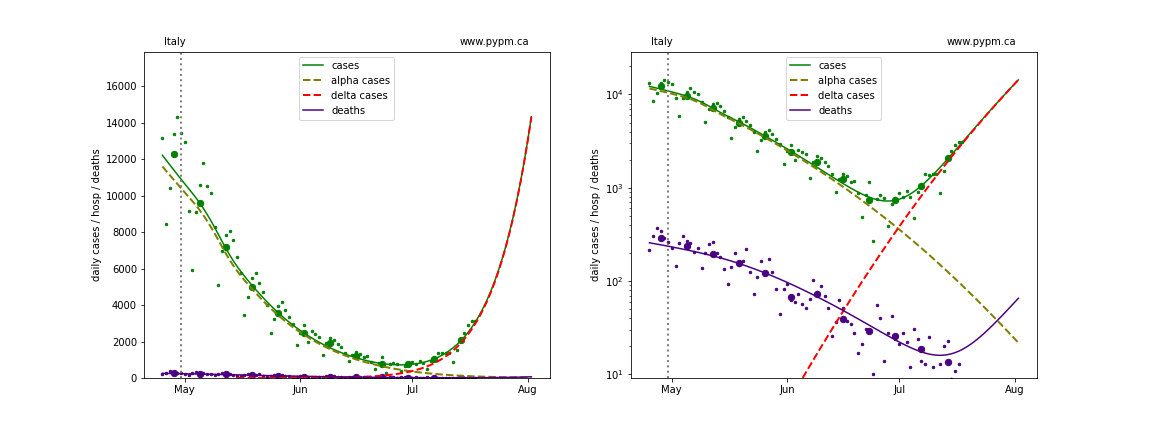 Italy
www.pypm.ca
cases
alpha cases
delta cases
deaths
daily cases / hosp / deaths
16000
14000
12000
10000
8000
6000
4000
2000
0
May
Jun
Jul
Aug
Italy
www.pypm.ca
cases
alpha cases
delta cases
deaths
daily cases / hosp / deaths
10⁴
10³
10²
10¹
May
Jun
Jul
Aug